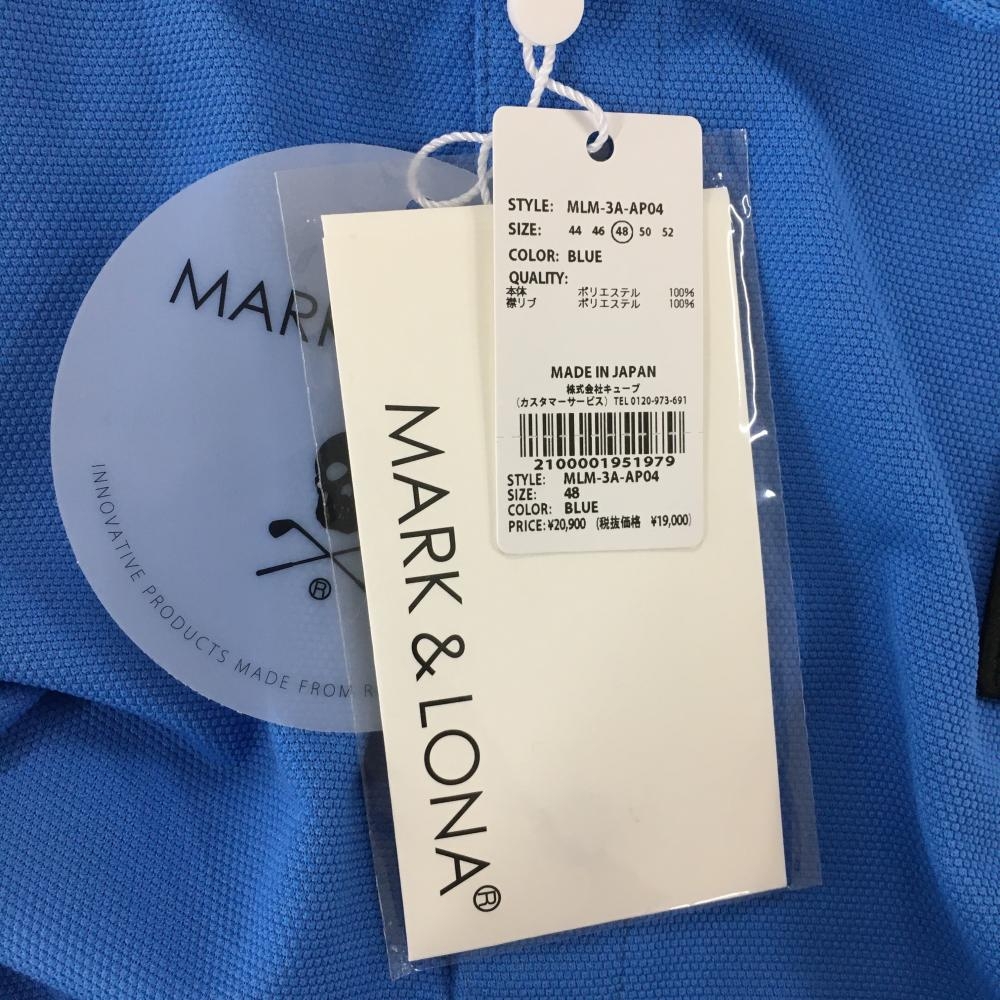 STYLE: MLM-3A-AP04
SIZE: 44 46 48 50 52
COLOR: BLUE
QUALITY:
本体 ポリエステル 100%
襟リブ ポリエステル 100%
MADE IN JAPAN
株式会社キューブ
(カスタマーサービス) TEL 0120-973-691
2100001951979
STYLE: MLM-3A-AP04
SIZE: 48
COLOR: BLUE
PRICE: ¥20,900 (税抜価格 ¥19,000)
MARK & LONA®
MARK
®
INNOVATIVE PRODUCTS MADE FROM